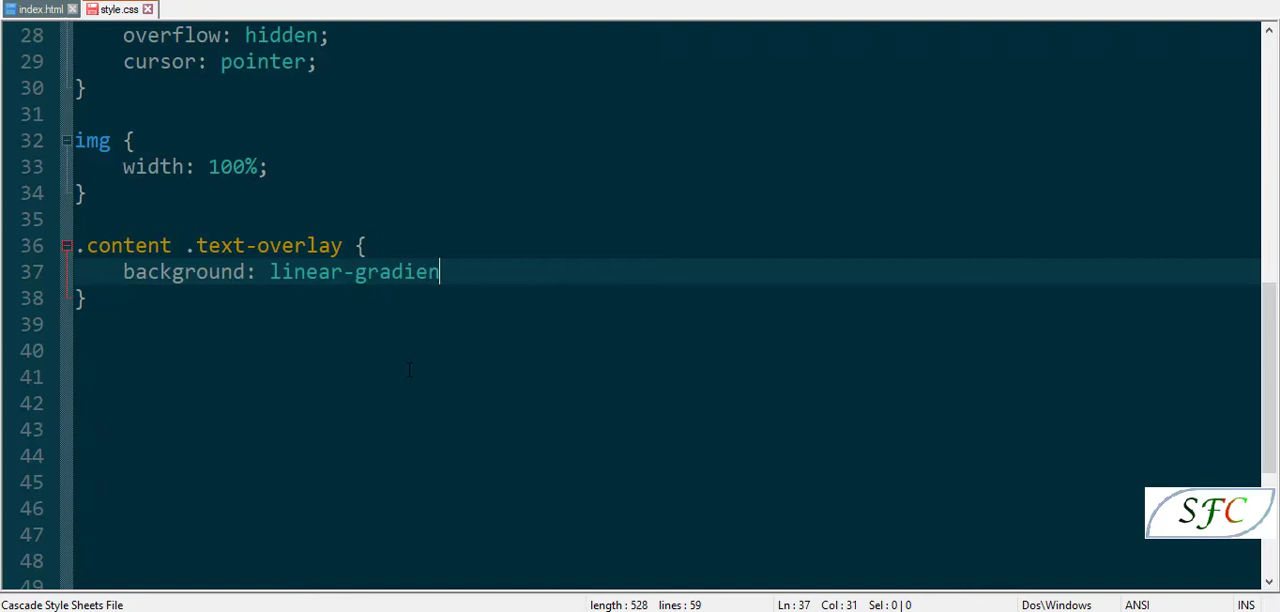 index.html style.css
28 overflow: hidden;
29 cursor: pointer;
30 }
31
32 img {
33 width: 100%;
34 }
35
36 .content .text-overlay {
37 background: linear-gradien
38 }
39
40
41
42
43
44
45
46
47
48
49
SFC
Cascade Style Sheets File length : 528 lines : 59 Ln : 37 Col : 31 Sel : 0 | 0 Dos\Windows ANSI INS